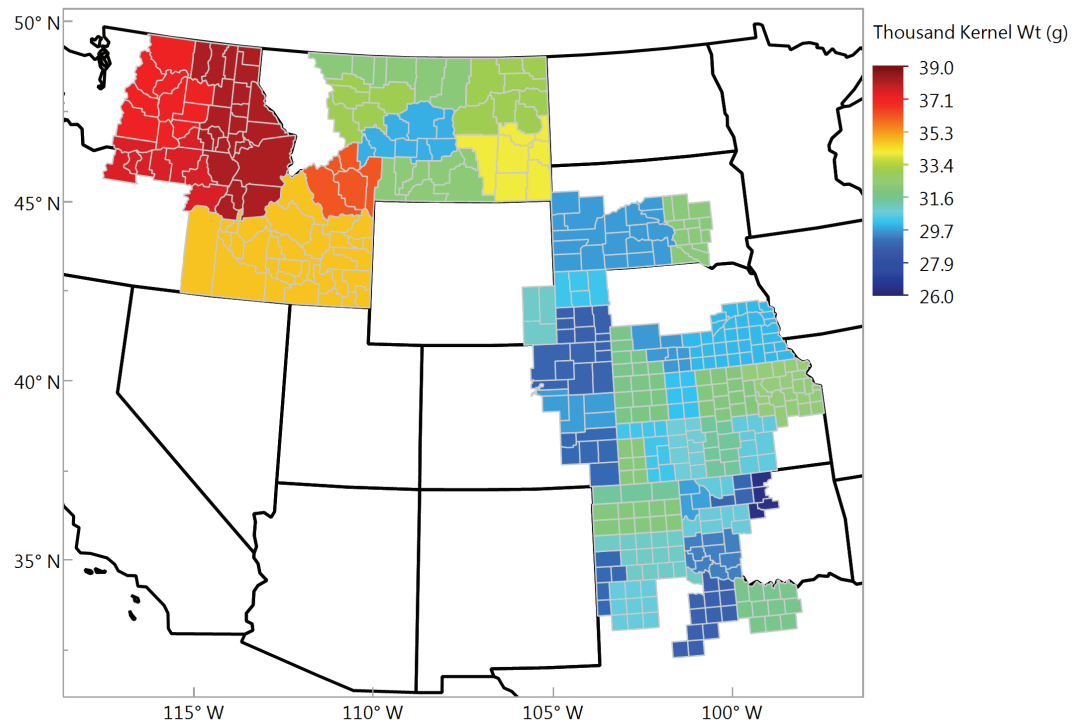 50° N
45° N
40° N
35° N
115° W
110° W
105° W
100° W
Thousand Kernel Wt (g)
39.0
37.1
35.3
33.4
31.6
29.7
27.9
26.0